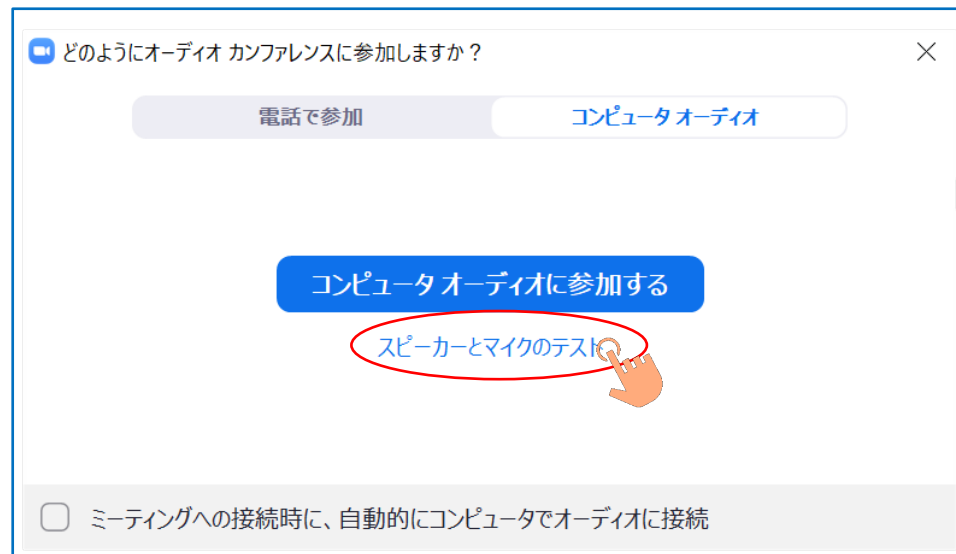 どのようにオーディオ カンファレンスに参加しますか？
電話で参加
コンピュータ オーディオ
コンピュータ オーディオに参加する
スピーカーとマイクのテスト
ミーティングへの接続時に、自動的にコンピュータでオーディオに接続